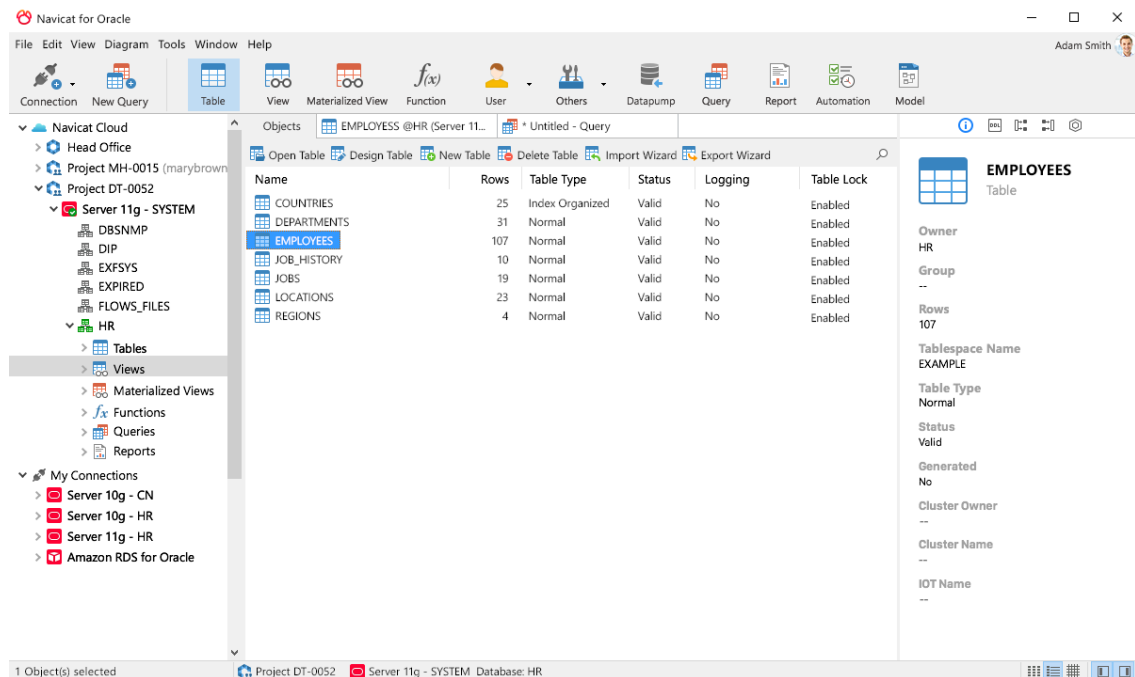 Navicat for Oracle
File Edit View Diagram Tools Window Help
Adam Smith
Connection New Query Table View Materialized View Function User Others Datapump Query Report Automation Model
f(x)
Navicat Cloud
Head Office
Project MH-0015 (marybrown
Project DT-0052
Server 11g - SYSTEM
DBSNMP
DIP
EXFSYS
EXPIRED
FLOWS_FILES
HR
Tables
Views
Materialized Views
fx Functions
Queries
Reports
My Connections
Server 10g - CN
Server 10g - HR
Server 11g - HR
Amazon RDS for Oracle
Objects EMPLOYESS @HR (Server 11... * Untitled - Query
Open Table Design Table New Table Delete Table Import Wizard Export Wizard
Name Rows Table Type Status Logging Table Lock
COUNTRIES 25 Index Organized Valid No Enabled
DEPARTMENTS 31 Normal Valid No Enabled
EMPLOYEES 107 Normal Valid No Enabled
JOB_HISTORY 10 Normal Valid No Enabled
JOBS 19 Normal Valid No Enabled
LOCATIONS 23 Normal Valid No Enabled
REGIONS 4 Normal Valid No Enabled
DDL
EMPLOYEES
Table
Owner
HR
Group
--
Rows
107
Tablespace Name
EXAMPLE
Table Type
Normal
Status
Valid
Generated
No
Cluster Owner
--
Cluster Name
--
IOT Name
--
1 Object(s) selected
Project DT-0052 Server 11g - SYSTEM Database: HR